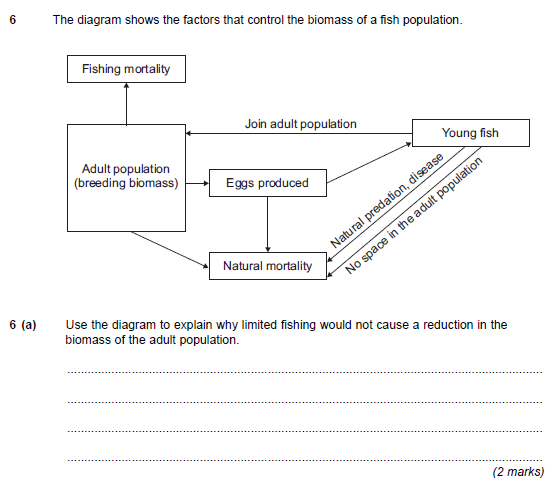 6 The diagram shows the factors that control the biomass of a fish population.
Fishing mortality
Join adult population
Young fish
Adult population
(breeding biomass)
Eggs produced
Natural predation, disease
No space in the adult population
Natural mortality
6 (a) Use the diagram to explain why limited fishing would not cause a reduction in the
biomass of the adult population.
(2 marks)